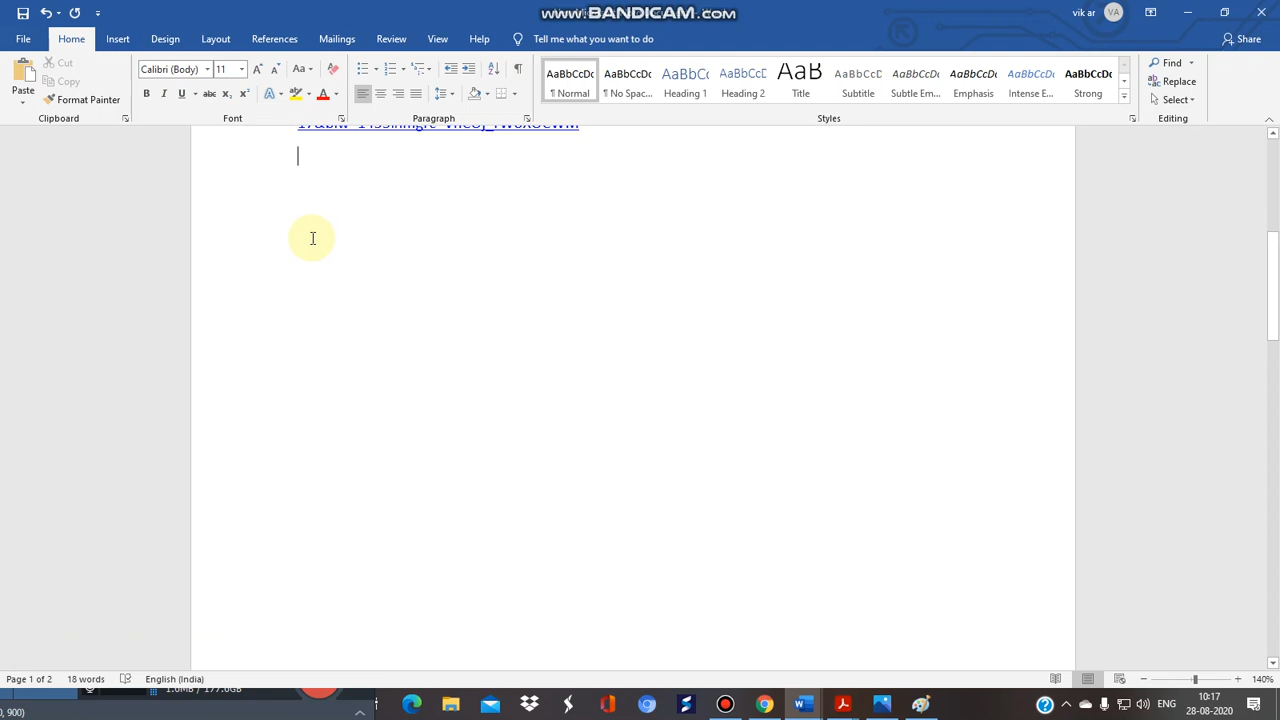 www.BANDICAM.com
vik ar VA
File Home Insert Design Layout References Mailings Review View Help Tell me what you want to do Share
Cut
Copy
Format Painter
Paste
Calibri (Body) 11
AaBbCcDc AaBbCcDc AaBbCc AaBbCcD AaB AaBbCcD AaBbCcDc AaBbCcDc AaBbCcDc AaBbCcDc
¶ Normal ¶ No Spac... Heading 1 Heading 2 Title Subtitle Subtle Em... Emphasis Intense E... Strong
Find
Replace
Select
Clipboard Font Paragraph Styles Editing
Page 1 of 2 18 words English (India) 140%
0, 900)
ENG
10:17
28-08-2020